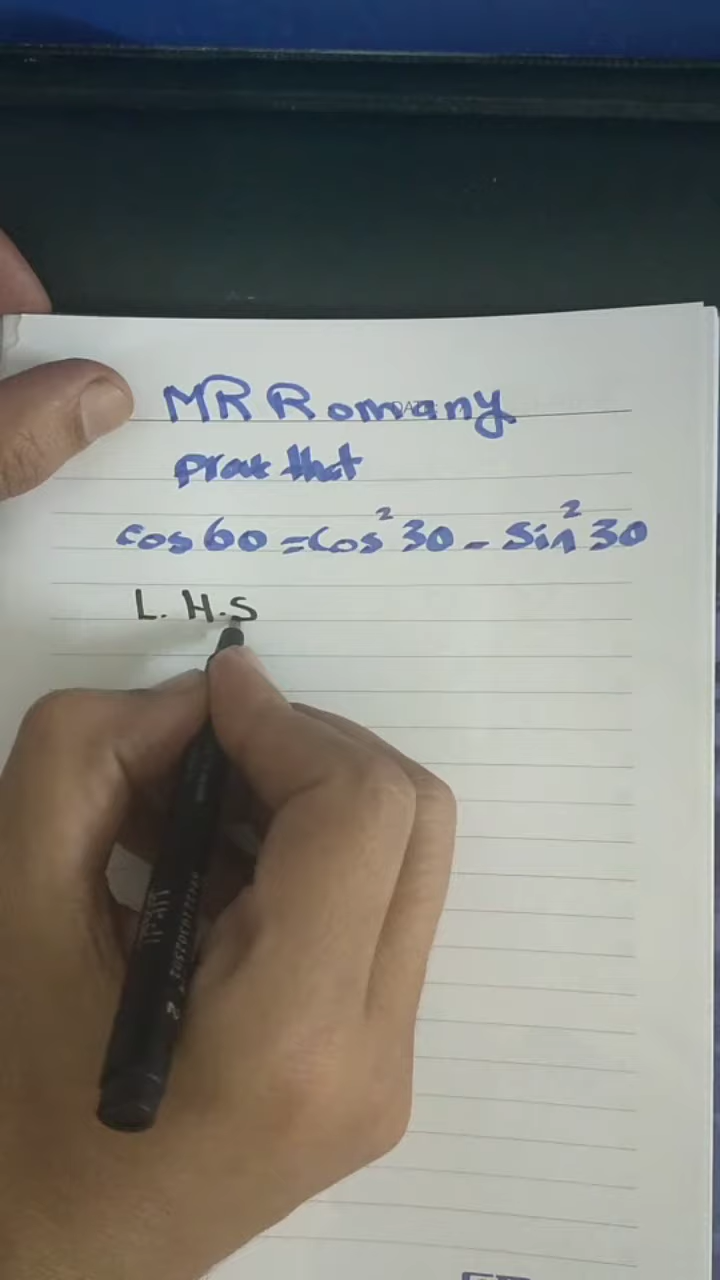 MR Romany
prove that
cos 60 = cos² 30 - sin² 30
L.H.S